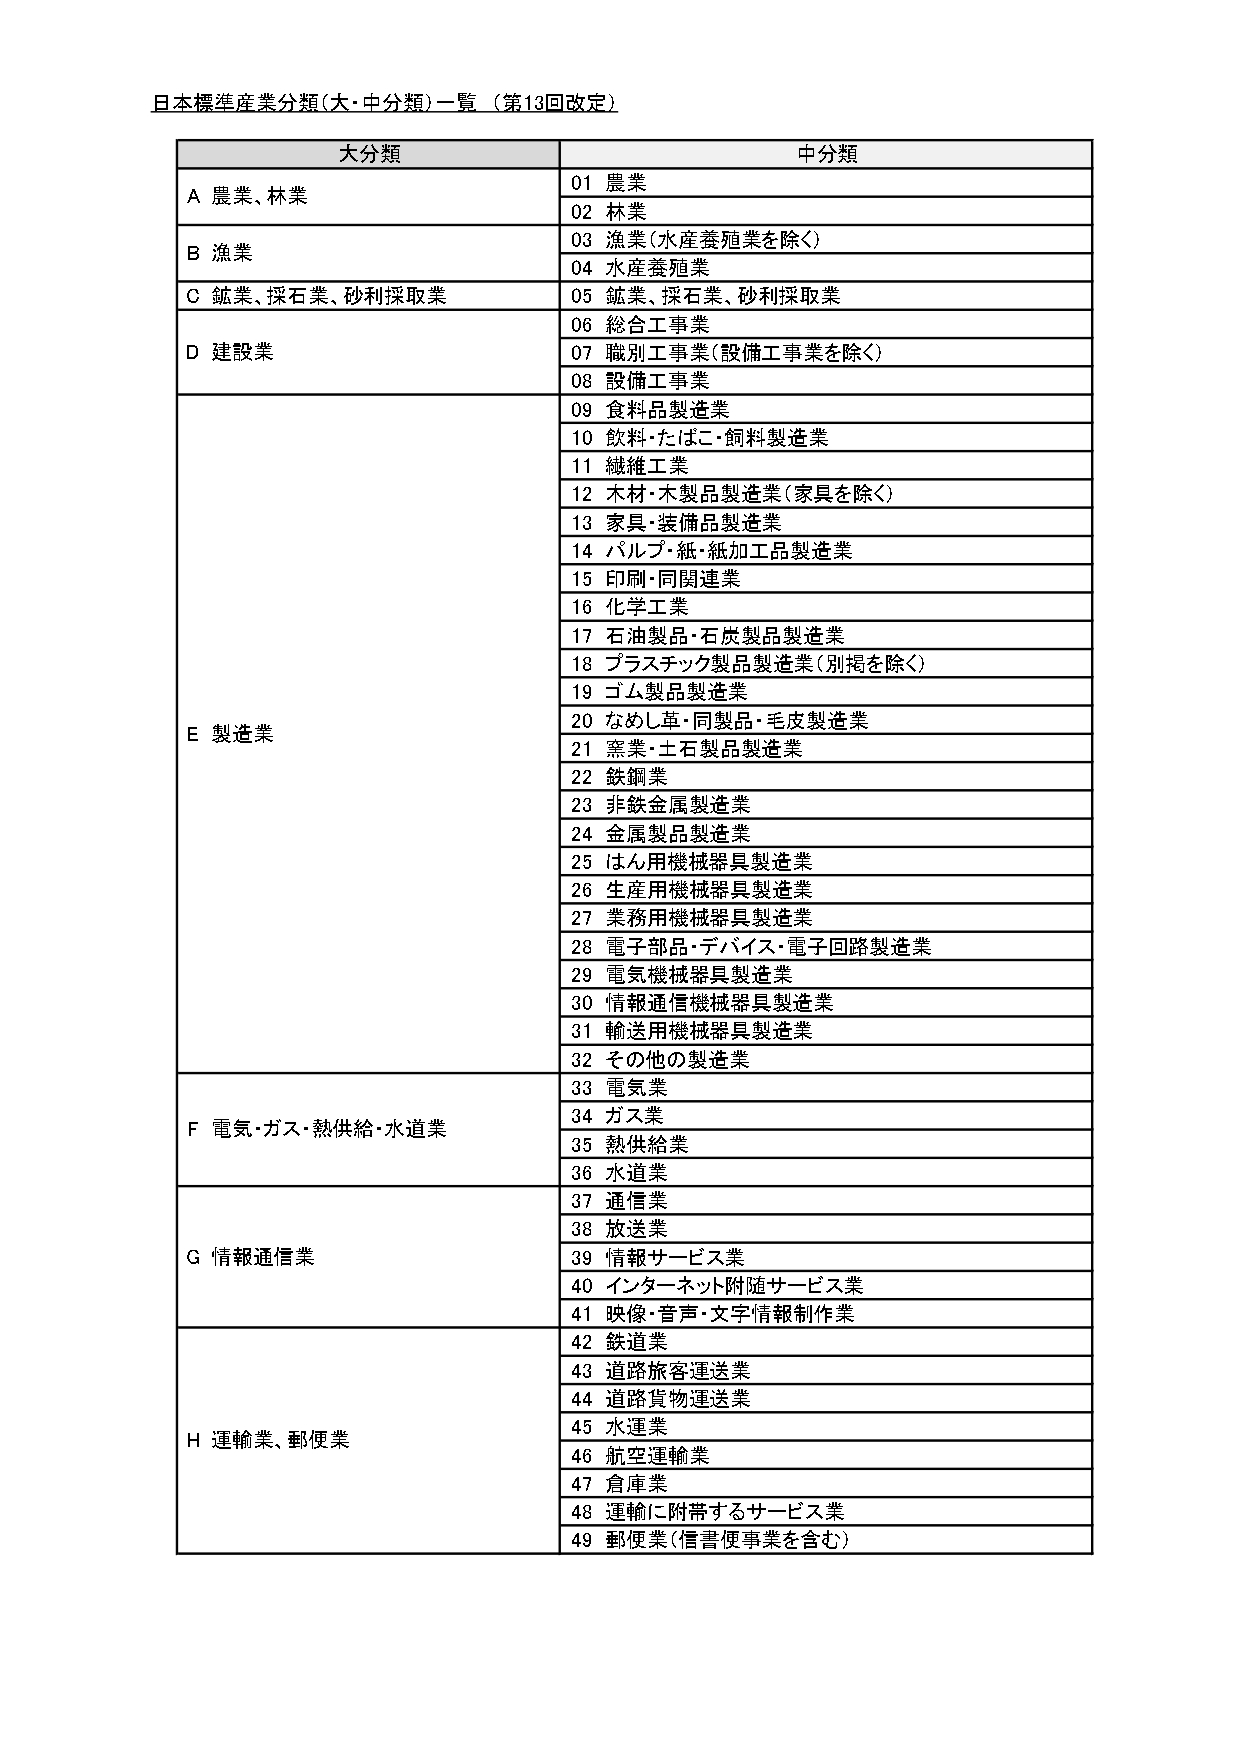 日本標準産業分類(大・中分類)一覧　(第13回改定)
大分類　中分類
A 農業、林業
01 農業
02 林業
B 漁業
03 漁業(水産養殖業を除く)
04 水産養殖業
C 鉱業、採石業、砂利採取業
05 鉱業、採石業、砂利採取業
D 建設業
06 総合工事業
07 職別工事業(設備工事業を除く)
08 設備工事業
E 製造業
09 食料品製造業
10 飲料・たばこ・飼料製造業
11 繊維工業
12 木材・木製品製造業(家具を除く)
13 家具・装備品製造業
14 パルプ・紙・紙加工品製造業
15 印刷・同関連業
16 化学工業
17 石油製品・石炭製品製造業
18 プラスチック製品製造業(別掲を除く)
19 ゴム製品製造業
20 なめし革・同製品・毛皮製造業
21 窯業・土石製品製造業
22 鉄鋼業
23 非鉄金属製造業
24 金属製品製造業
25 はん用機械器具製造業
26 生産用機械器具製造業
27 業務用機械器具製造業
28 電子部品・デバイス・電子回路製造業
29 電気機械器具製造業
30 情報通信機械器具製造業
31 輸送用機械器具製造業
32 その他の製造業
F 電気・ガス・熱供給・水道業
33 電気業
34 ガス業
35 熱供給業
36 水道業
G 情報通信業
37 通信業
38 放送業
39 情報サービス業
40 インターネット附随サービス業
41 映像・音声・文字情報制作業
H 運輸業、郵便業
42 鉄道業
43 道路旅客運送業
44 道路貨物運送業
45 水運業
46 航空運輸業
47 倉庫業
48 運輸に附帯するサービス業
49 郵便業(信書便事業を含む)